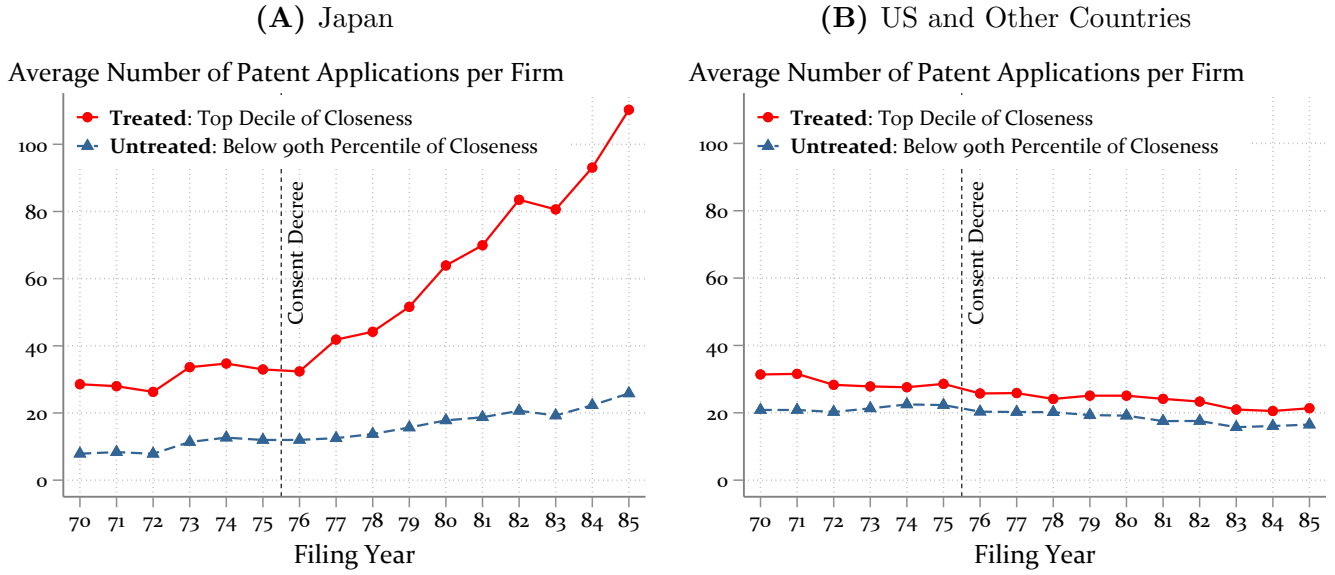 (A) Japan
Average Number of Patent Applications per Firm
Treated: Top Decile of Closeness
Untreated: Below 90th Percentile of Closeness
100
80
60
40
20
0
Consent Decree
70 71 72 73 74 75 76 77 78 79 80 81 82 83 84 85
Filing Year
(B) US and Other Countries
Average Number of Patent Applications per Firm
Treated: Top Decile of Closeness
Untreated: Below 90th Percentile of Closeness
100
80
60
40
20
0
Consent Decree
70 71 72 73 74 75 76 77 78 79 80 81 82 83 84 85
Filing Year